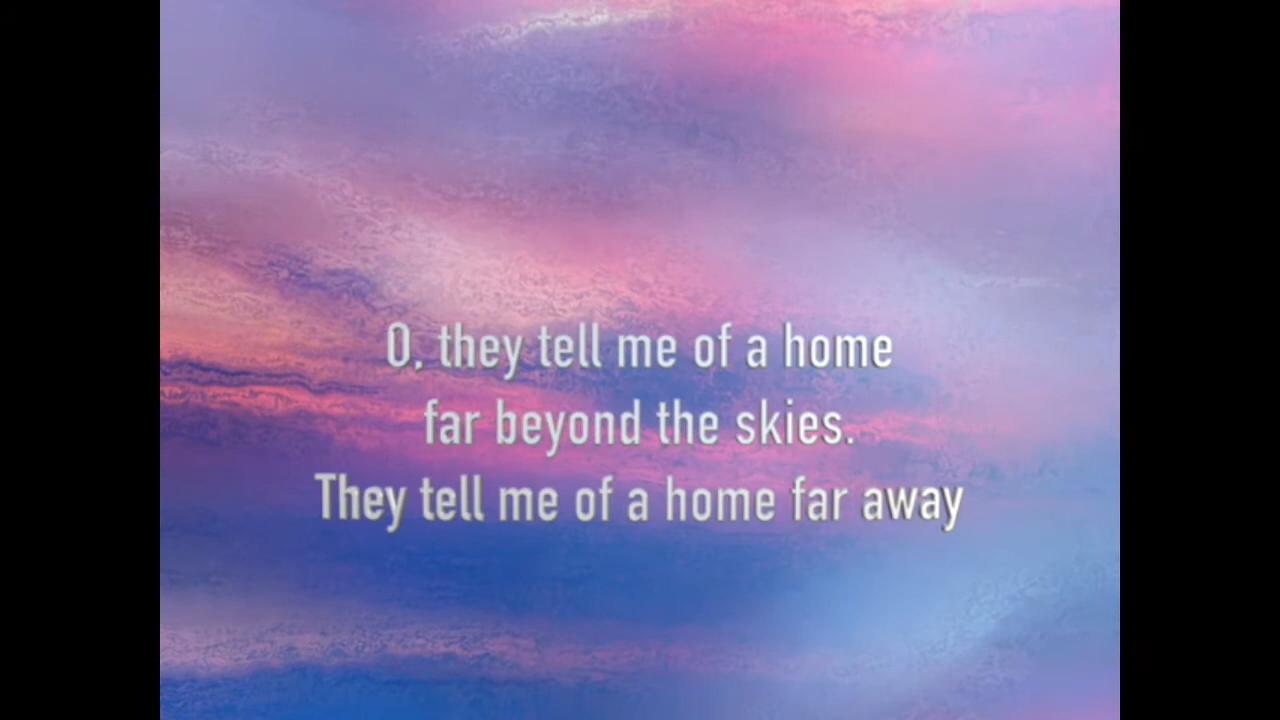 O, they tell me of a home
far beyond the skies.
They tell me of a home far away